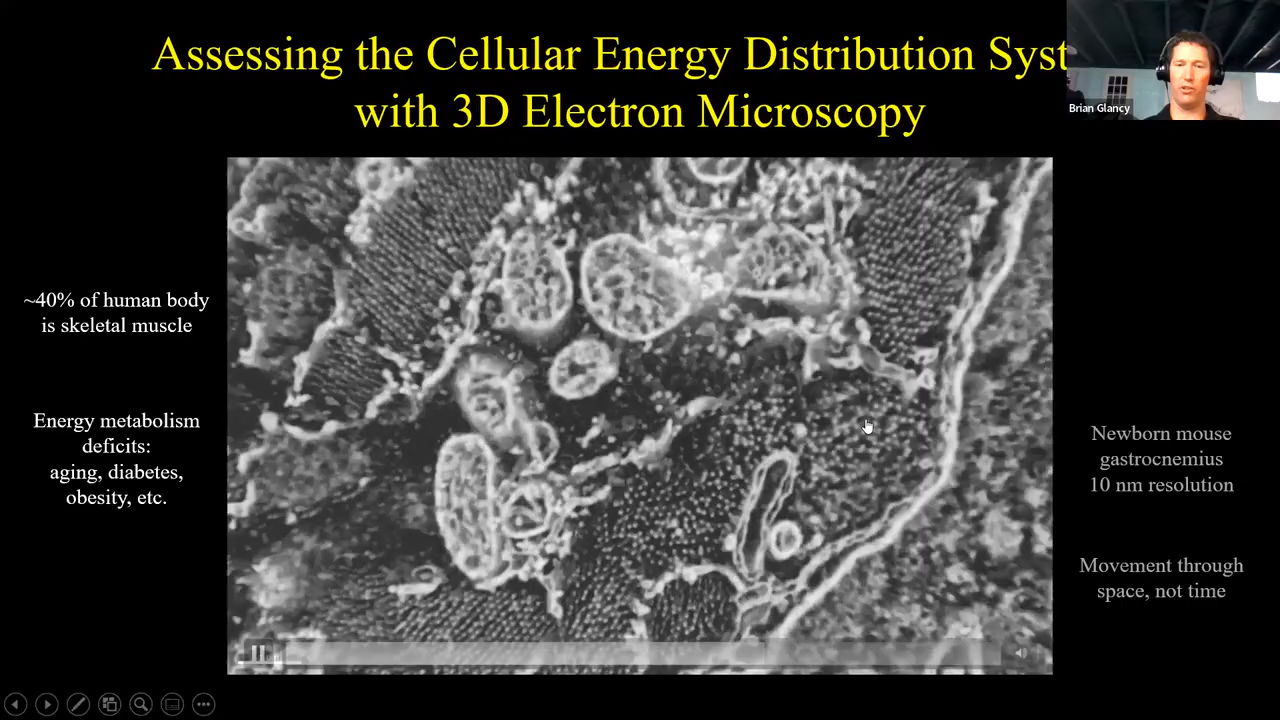 Assessing the Cellular Energy Distribution Syst
with 3D Electron Microscopy
Brian Glancy
~40% of human body
is skeletal muscle
Energy metabolism
deficits:
aging, diabetes,
obesity, etc.
Newborn mouse
gastrocnemius
10 nm resolution
Movement through
space, not time